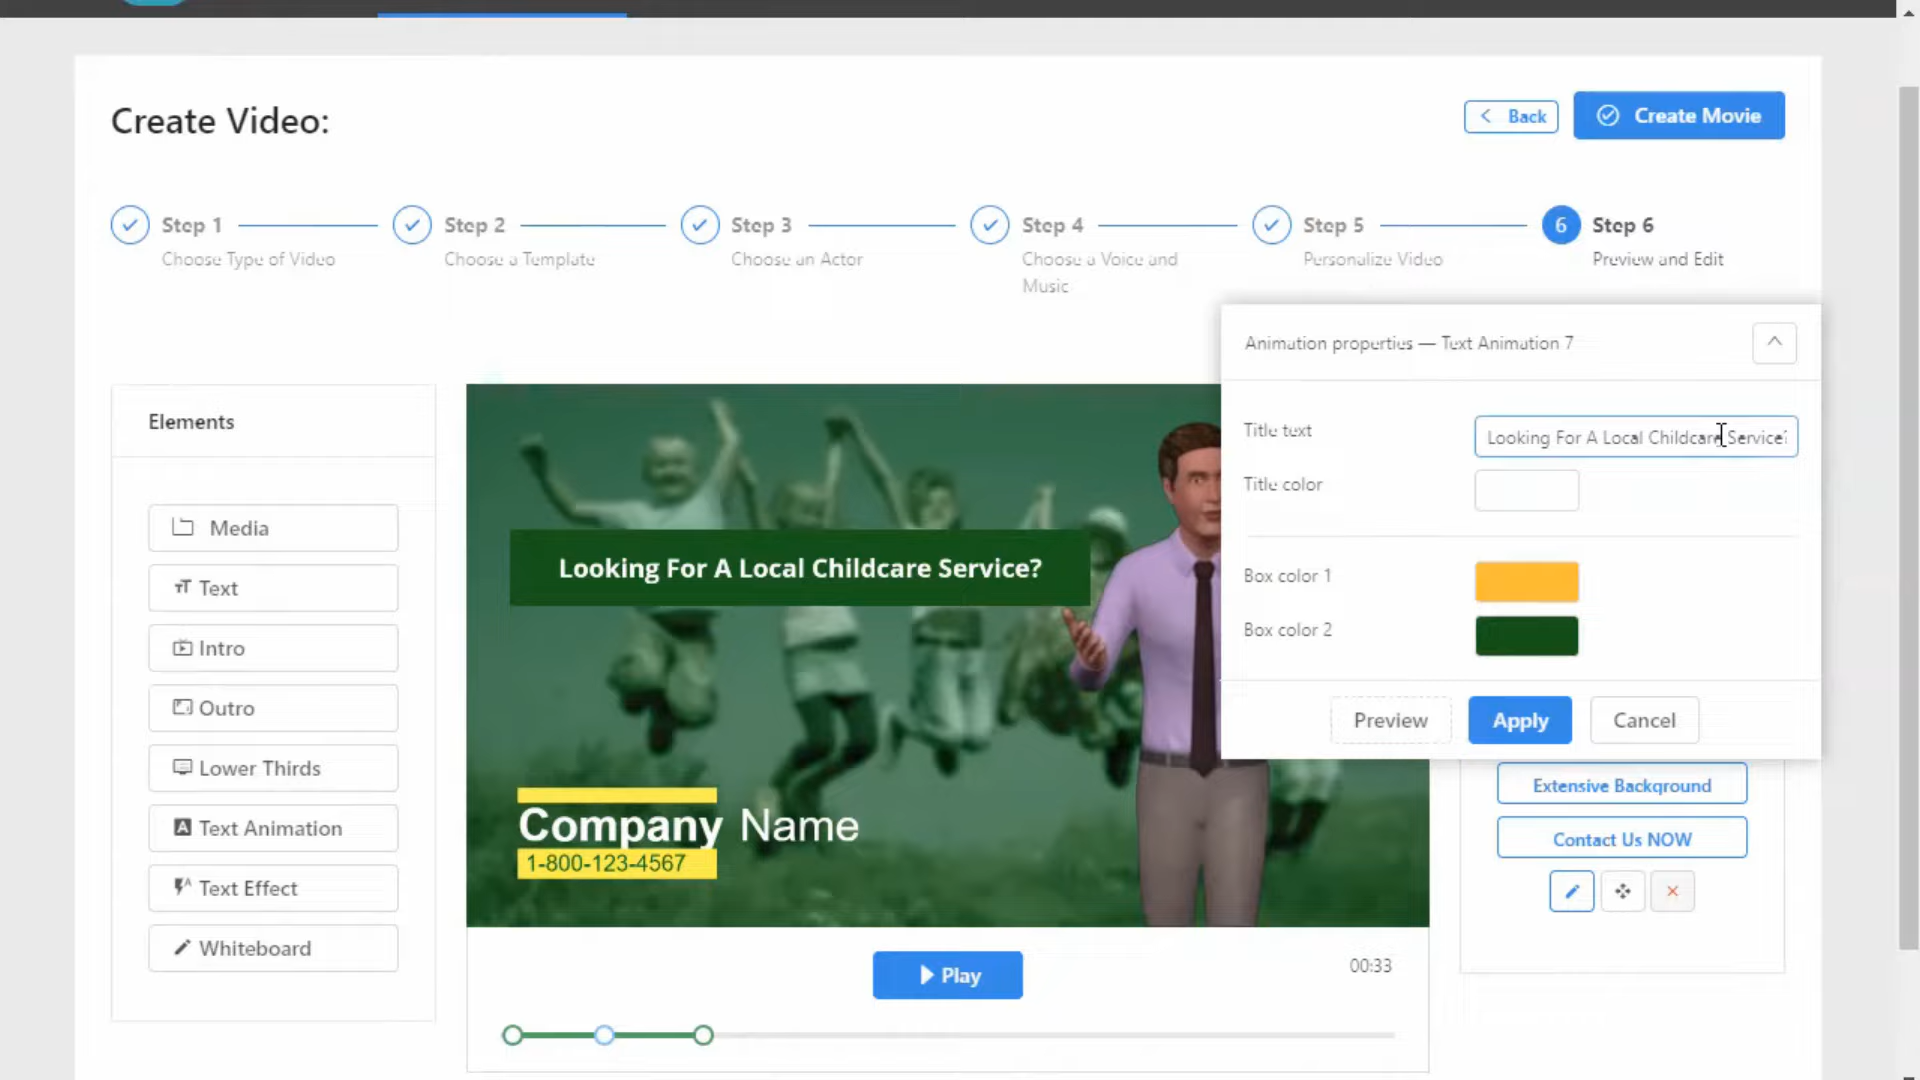 Create Video:
Back
Create Movie
Step 1
Choose Type of Video
Step 2
Choose a Template
Step 3
Choose an Actor
Step 4
Choose a Voice and
Music
Step 5
Personalize Video
6
Step 6
Preview and Edit
Animation properties — Text Animation 7
Title text
Looking For A Local Childcare Service?
Title color
Box color 1
Box color 2
Preview
Apply
Cancel
Elements
Media
Text
Intro
Outro
Lower Thirds
Text Animation
Text Effect
Whiteboard
Looking For A Local Childcare Service?
Company Name
1-800-123-4567
Extensive Background
Contact Us NOW
Play
00:33